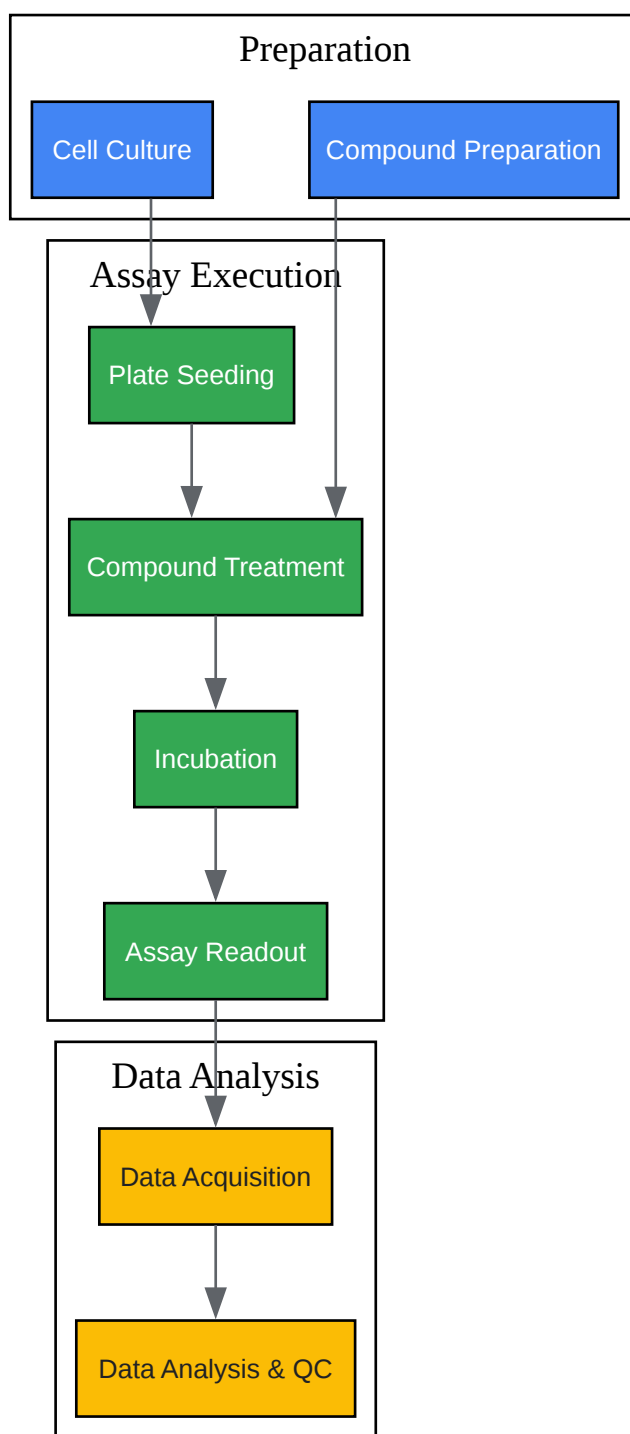 Preparation
Cell Culture
Compound Preparation
Assay Execution
Plate Seeding
Compound Treatment
Incubation
Assay Readout
Data Analysis
Data Acquisition
Data Analysis & QC